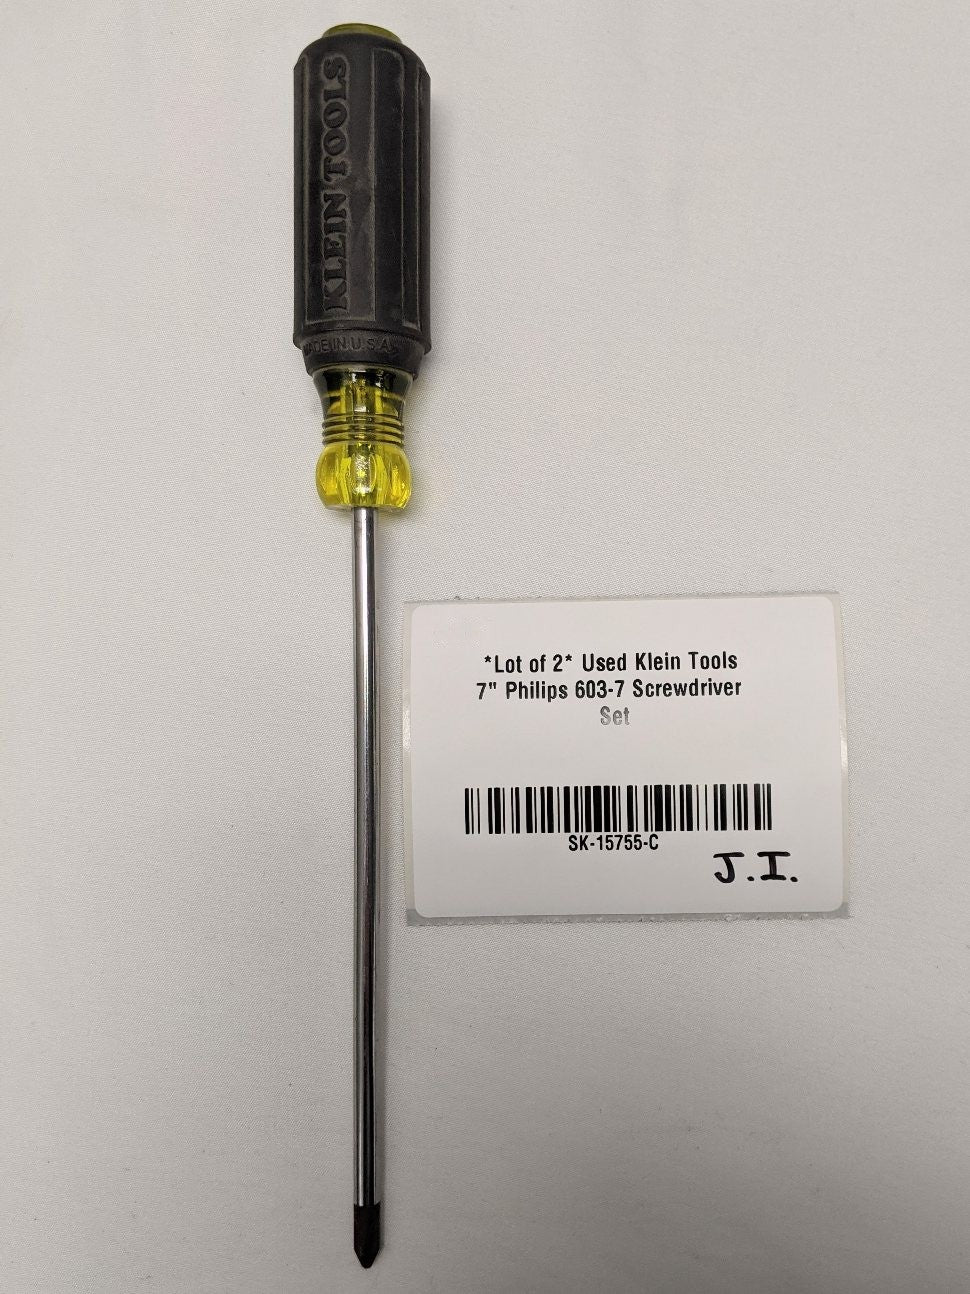 KLEIN TOOLS
MADE IN U.S.A.
*Lot of 2* Used Klein Tools
7" Philips 603-7 Screwdriver
Set
SK-15755-C
J.I.